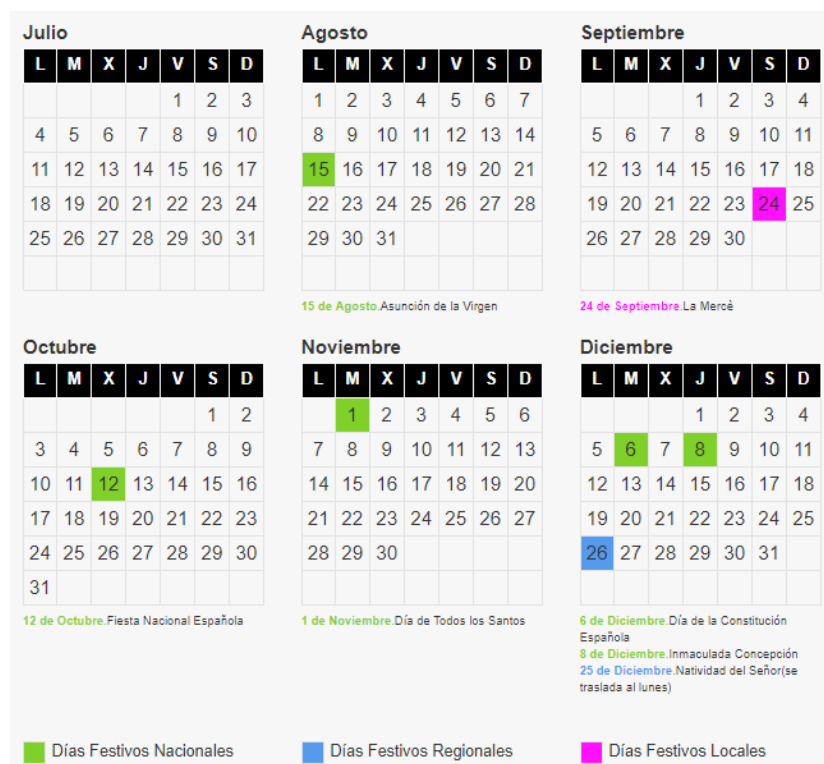 Julio
L M X J V S D
1 2 3
4 5 6 7 8 9 10
11 12 13 14 15 16 17
18 19 20 21 22 23 24
25 26 27 28 29 30 31
Agosto
L M X J V S D
1 2 3 4 5 6 7
8 9 10 11 12 13 14
15 16 17 18 19 20 21
22 23 24 25 26 27 28
29 30 31
15 de Agosto.Asunción de la Virgen
Septiembre
L M X J V S D
1 2 3 4
5 6 7 8 9 10 11
12 13 14 15 16 17 18
19 20 21 22 23 24 25
26 27 28 29 30
24 de Septiembre.La Mercè
Octubre
L M X J V S D
1 2
3 4 5 6 7 8 9
10 11 12 13 14 15 16
17 18 19 20 21 22 23
24 25 26 27 28 29 30
31
12 de Octubre.Fiesta Nacional Española
Noviembre
L M X J V S D
1 2 3 4 5 6
7 8 9 10 11 12 13
14 15 16 17 18 19 20
21 22 23 24 25 26 27
28 29 30
1 de Noviembre.Día de Todos los Santos
Diciembre
L M X J V S D
1 2 3 4
5 6 7 8 9 10 11
12 13 14 15 16 17 18
19 20 21 22 23 24 25
26 27 28 29 30 31
6 de Diciembre.Día de la Constitución
Española
8 de Diciembre.Inmaculada Concepción
25 de Diciembre.Natividad del Señor(se
traslada al lunes)
Días Festivos Nacionales
Días Festivos Regionales
Días Festivos Locales